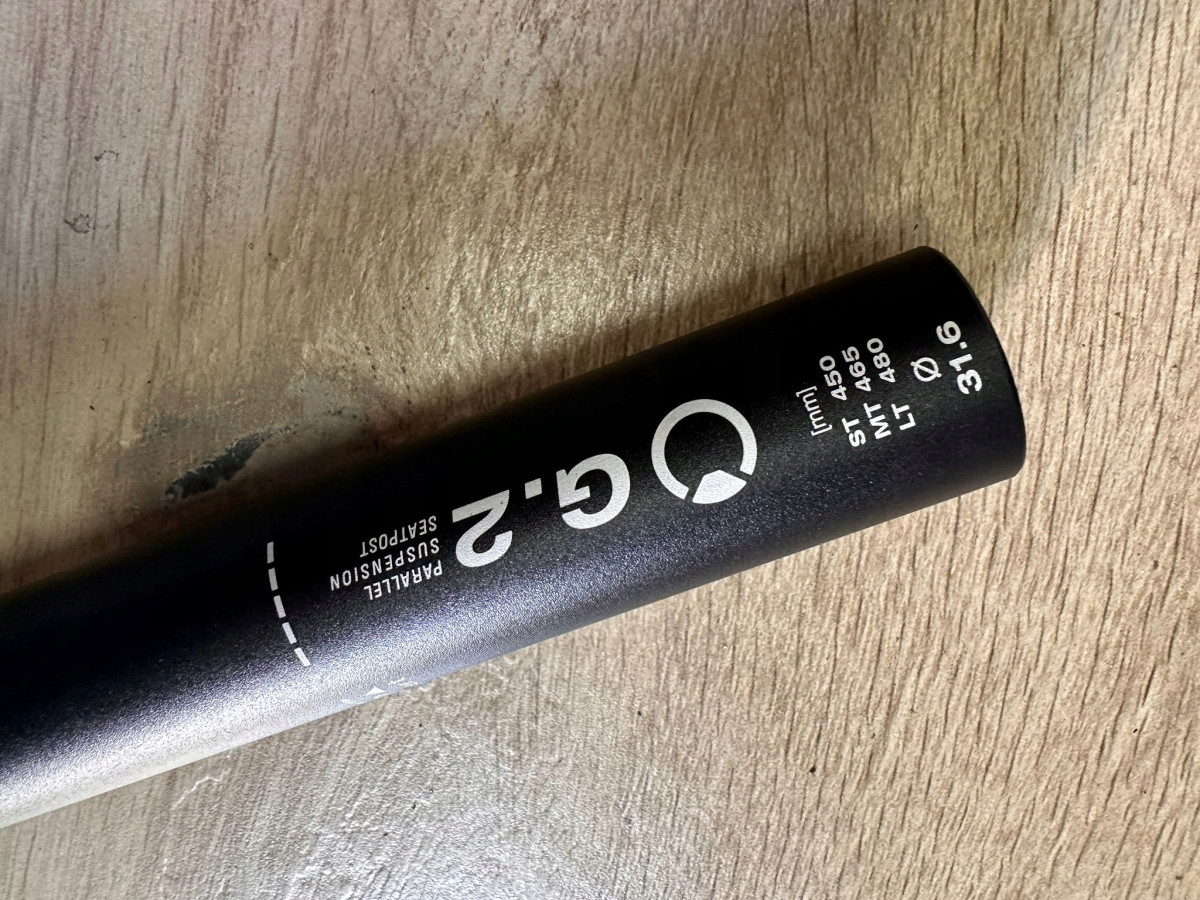 G.2
PARALLEL
SUSPENSION
SEATPOST
[mm]
ST 450
MT 465
LT 480
Ø
31.6